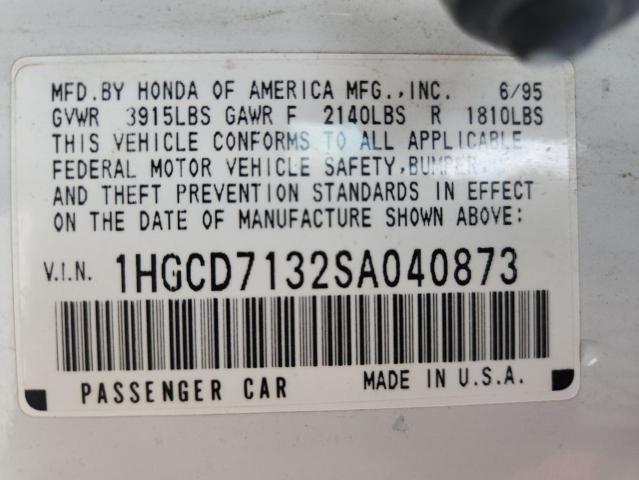 MFD.BY HONDA OF AMERICA MFG.,INC. 6/95
GVWR 3915LBS GAWR F 2140LBS R 1810LBS
THIS VEHICLE CONFORMS TO ALL APPLICABLE
FEDERAL MOTOR VEHICLE SAFETY,BUMPER,
AND THEFT PREVENTION STANDARDS IN EFFECT
ON THE DATE OF MANUFACTURE SHOWN ABOVE:
V.I.N. 1HGCD7132SA040873
PASSENGER CAR MADE IN U.S.A.